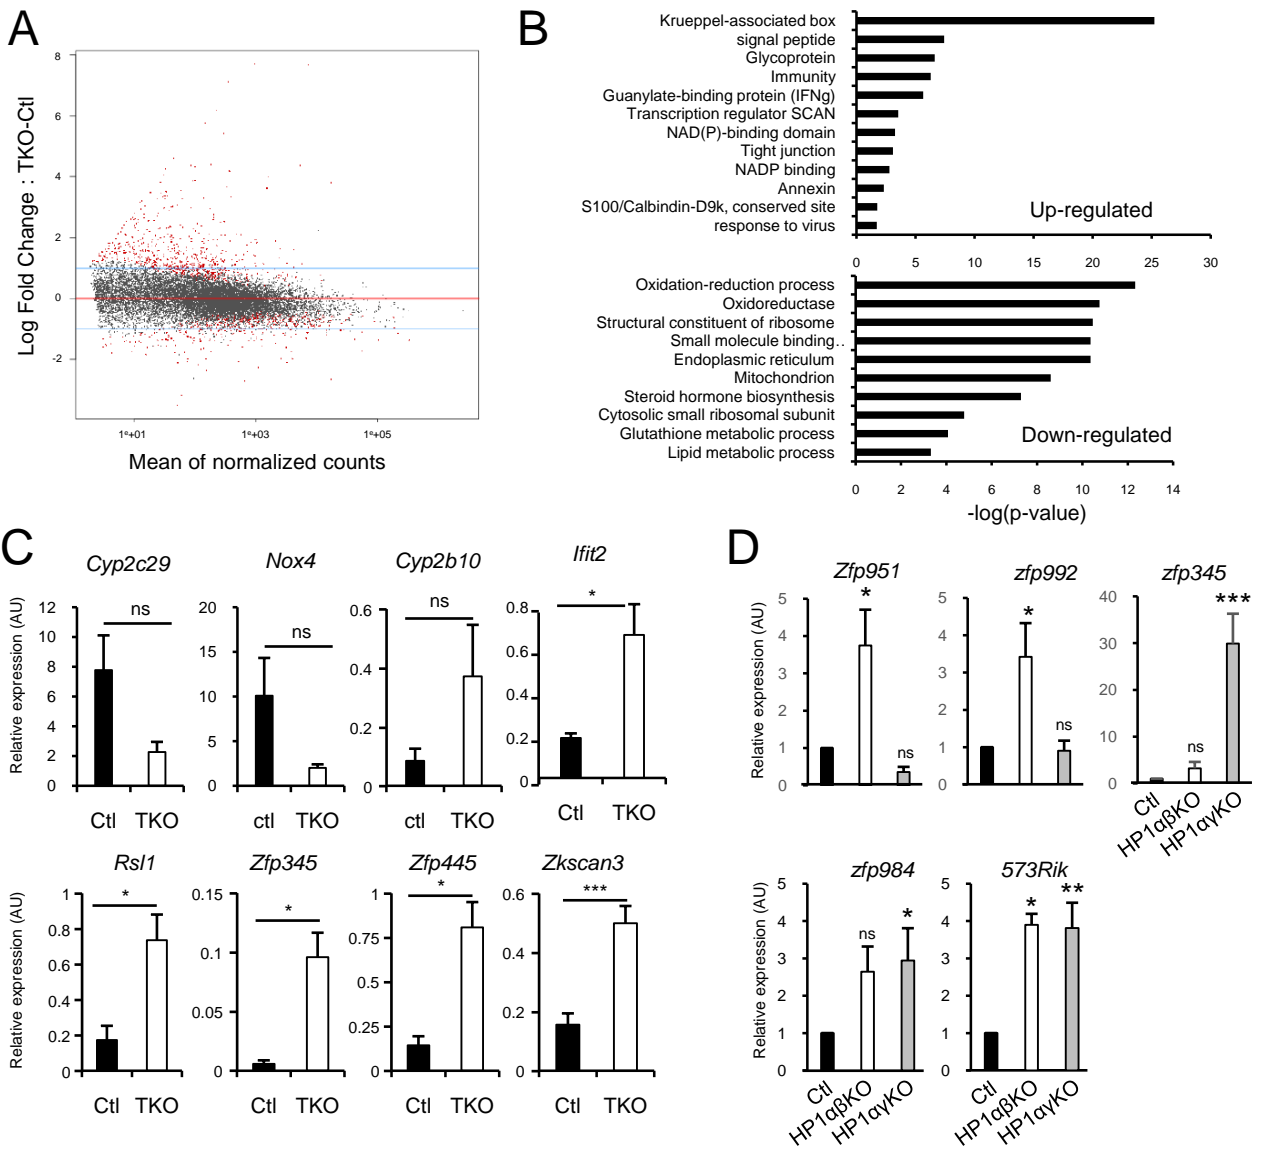 A
Log Fold Change : TKO-Ctl
8
6
4
2
0
-2
1e+01
1e+03
1e+05
Mean of normalized counts
B
Krueppel-associated box
signal peptide
Glycoprotein
Immunity
Guanylate-binding protein (IFNg)
Transcription regulator SCAN
NAD(P)-binding domain
Tight junction
NADP binding
Annexin
S100/Calbindin-D9k, conserved site
response to virus
Up-regulated
0 5 10 15 20 25 30
Oxidation-reduction process
Oxidoreductase
Structural constituent of ribosome
Small molecule binding..
Endoplasmic reticulum
Mitochondrion
Steroid hormone biosynthesis
Cytosolic small ribosomal subunit
Glutathione metabolic process
Lipid metabolic process
Down-regulated
0 2 4 6 8 10 12 14
-log(p-value)
C
Relative expression (AU)
Cyp2c29
ns
12
10
8
6
4
2
0
Ctl TKO
Nox4
ns
20
15
10
5
0
ctl TKO
Cyp2b10
ns
0.6
0.4
0.2
0
ctl TKO
Ifit2
*
0.8
0.6
0.4
0.2
0
Ctl TKO
Relative expression (AU)
Rsl1
*
1
0.8
0.6
0.4
0.2
0
Ctl TKO
Zfp345
*
0.15
0.1
0.05
0
Ctl TKO
Zfp445
*
1
0.75
0.5
0.25
0
Ctl TKO
Zkscan3
***
0.6
0.4
0.2
0
Ctl TKO
D
Relative expression (AU)
Zfp951
*
ns
5
4
3
2
1
0
zfp992
*
ns
5
4
3
2
1
0
zfp345
***
ns
40
30
20
10
0
Ctl
HP1αβKO
HP1αγKO
Relative expression (AU)
zfp984
ns
*
5
4
3
2
1
0
Ctl
HP1αβKO
HP1αγKO
573Rik
*
**
5
4
3
2
1
0
Ctl
HP1αβKO
HP1αγKO